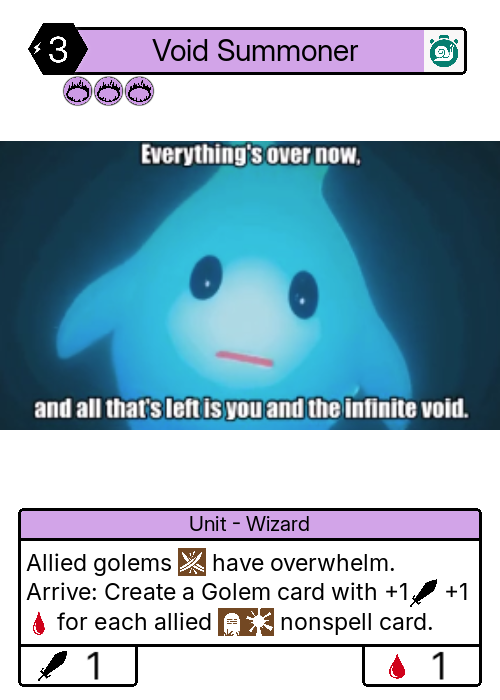 3
Void Summoner
Everything's over now,
and all that's left is you and the infinite void.
Unit - Wizard
Allied golems have overwhelm.
Arrive: Create a Golem card with +1 +1
for each allied nonspell card.
1
1